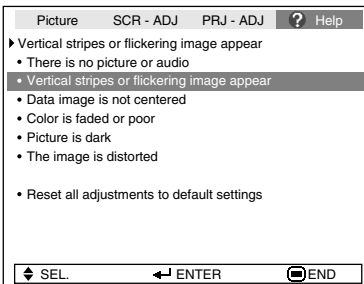 Picture SCR - ADJ PRJ - ADJ ? Help
Vertical stripes or flickering image appear
• There is no picture or audio
• Vertical stripes or flickering image appear
• Data image is not centered
• Color is faded or poor
• Picture is dark
• The image is distorted
• Reset all adjustments to default settings
SEL. ENTER END